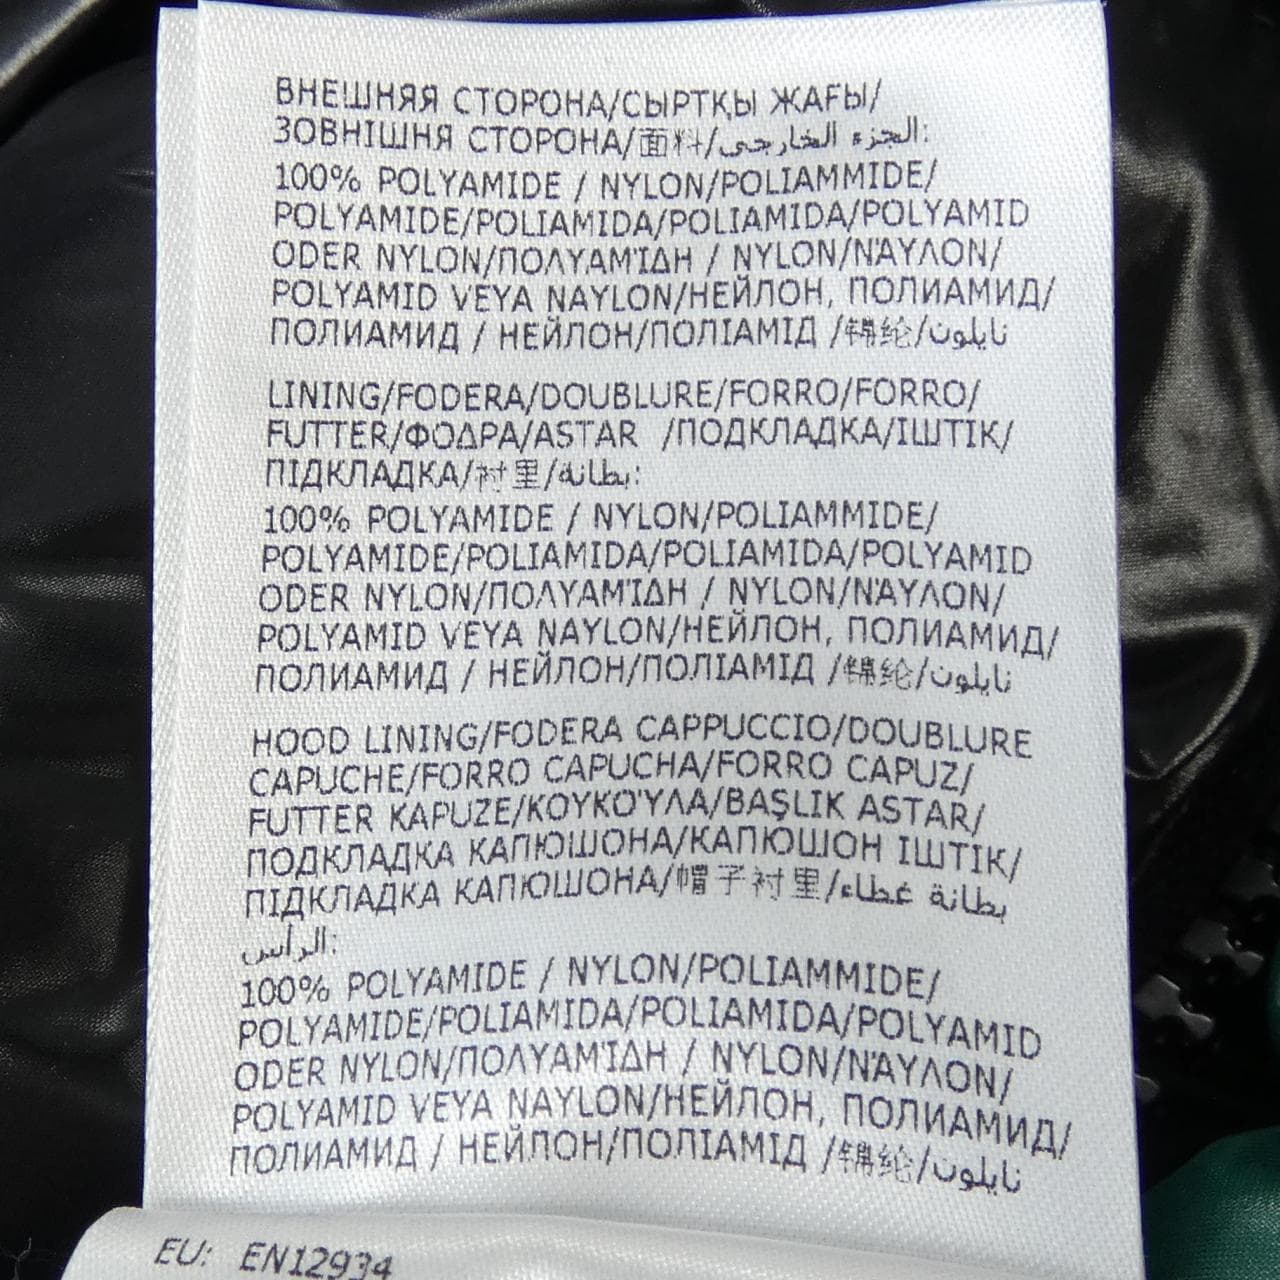 ВНЕШНЯЯ СТОРОНА/СЫРТҚЫ ЖАҒЫ/
ЗОВНІШНЯ СТОРОНА/面料/الجزء الخارجي:
100% POLYAMIDE / NYLON/POLIAMMIDE/
POLYAMIDE/POLIAMIDA/POLIAMIDA/POLYAMID
ODER NYLON/ΠΟΛΥΑΜΊΔΗ / NYLON/ΝΆΥΛΟΝ/
POLYAMID VEYA NAYLON/НЕЙЛОН, ПОЛИАМИД/
ПОЛИАМИД / НЕЙЛОН/ПОЛІАМІД /锦纶/نايلون
LINING/FODERA/DOUBLURE/FORRO/FORRO/
FUTTER/ΦΟΔΡΑ/ASTAR /ПОДКЛАДКА/ІШТІК/
ПІДКЛАДКА/衬里/بطانة:
100% POLYAMIDE / NYLON/POLIAMMIDE/
POLYAMIDE/POLIAMIDA/POLIAMIDA/POLYAMID
ODER NYLON/ΠΟΛΥΑΜΊΔΗ / NYLON/ΝΆΥΛΟΝ/
POLYAMID VEYA NAYLON/НЕЙЛОН, ПОЛИАМИД/
ПОЛИАМИД / НЕЙЛОН/ПОЛІАМІД /锦纶/نايلون
HOOD LINING/FODERA CAPPUCCIO/DOUBLURE
CAPUCHE/FORRO CAPUCHA/FORRO CAPUZ/
FUTTER KAPUZE/ΚΟΥΚΟΎΛΑ/BAŞLIK ASTAR/
ПОДКЛАДКА КАПЮШОНА/КАПЮШОН ІШТІК/
ПІДКЛАДКА КАПЮШОНА/帽子衬里/بطانة غطاء
الرأس:
100% POLYAMIDE / NYLON/POLIAMMIDE/
POLYAMIDE/POLIAMIDA/POLIAMIDA/POLYAMID
ODER NYLON/ΠΟΛΥΑΜΊΔΗ / NYLON/ΝΆΥΛΟΝ/
POLYAMID VEYA NAYLON/НЕЙЛОН, ПОЛИАМИД/
ПОЛИАМИД / НЕЙЛОН/ПОЛІАМІД /锦纶/نايلون
EU: EN12934